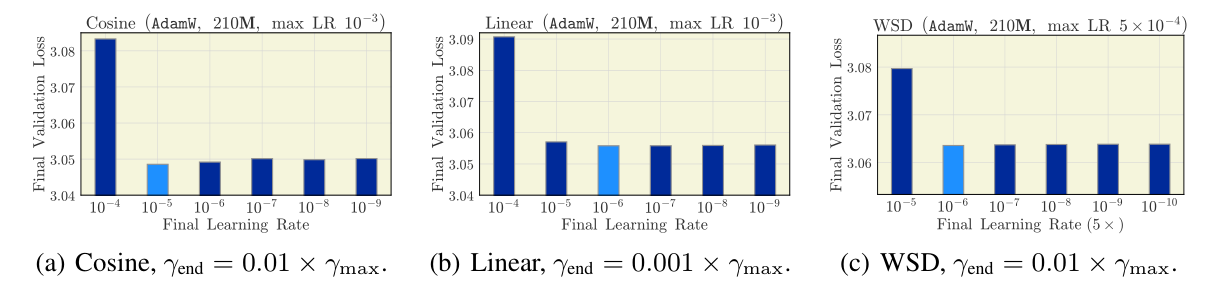 Cosine (AdamW, 210M, max LR 10⁻³)
Final Validation Loss
3.08
3.07
3.06
3.05
3.04
10⁻⁴ 10⁻⁵ 10⁻⁶ 10⁻⁷ 10⁻⁸ 10⁻⁹
Final Learning Rate
(a) Cosine, γ_end = 0.01 × γ_max.
Linear (AdamW, 210M, max LR 10⁻³)
Final Validation Loss
3.09
3.08
3.07
3.06
3.05
3.04
10⁻⁴ 10⁻⁵ 10⁻⁶ 10⁻⁷ 10⁻⁸ 10⁻⁹
Final Learning Rate
(b) Linear, γ_end = 0.001 × γ_max.
WSD (AdamW, 210M, max LR 5 × 10⁻⁴)
Final Validation Loss
3.08
3.07
3.06
10⁻⁵ 10⁻⁶ 10⁻⁷ 10⁻⁸ 10⁻⁹ 10⁻¹⁰
Final Learning Rate (5×)
(c) WSD, γ_end = 0.01 × γ_max.